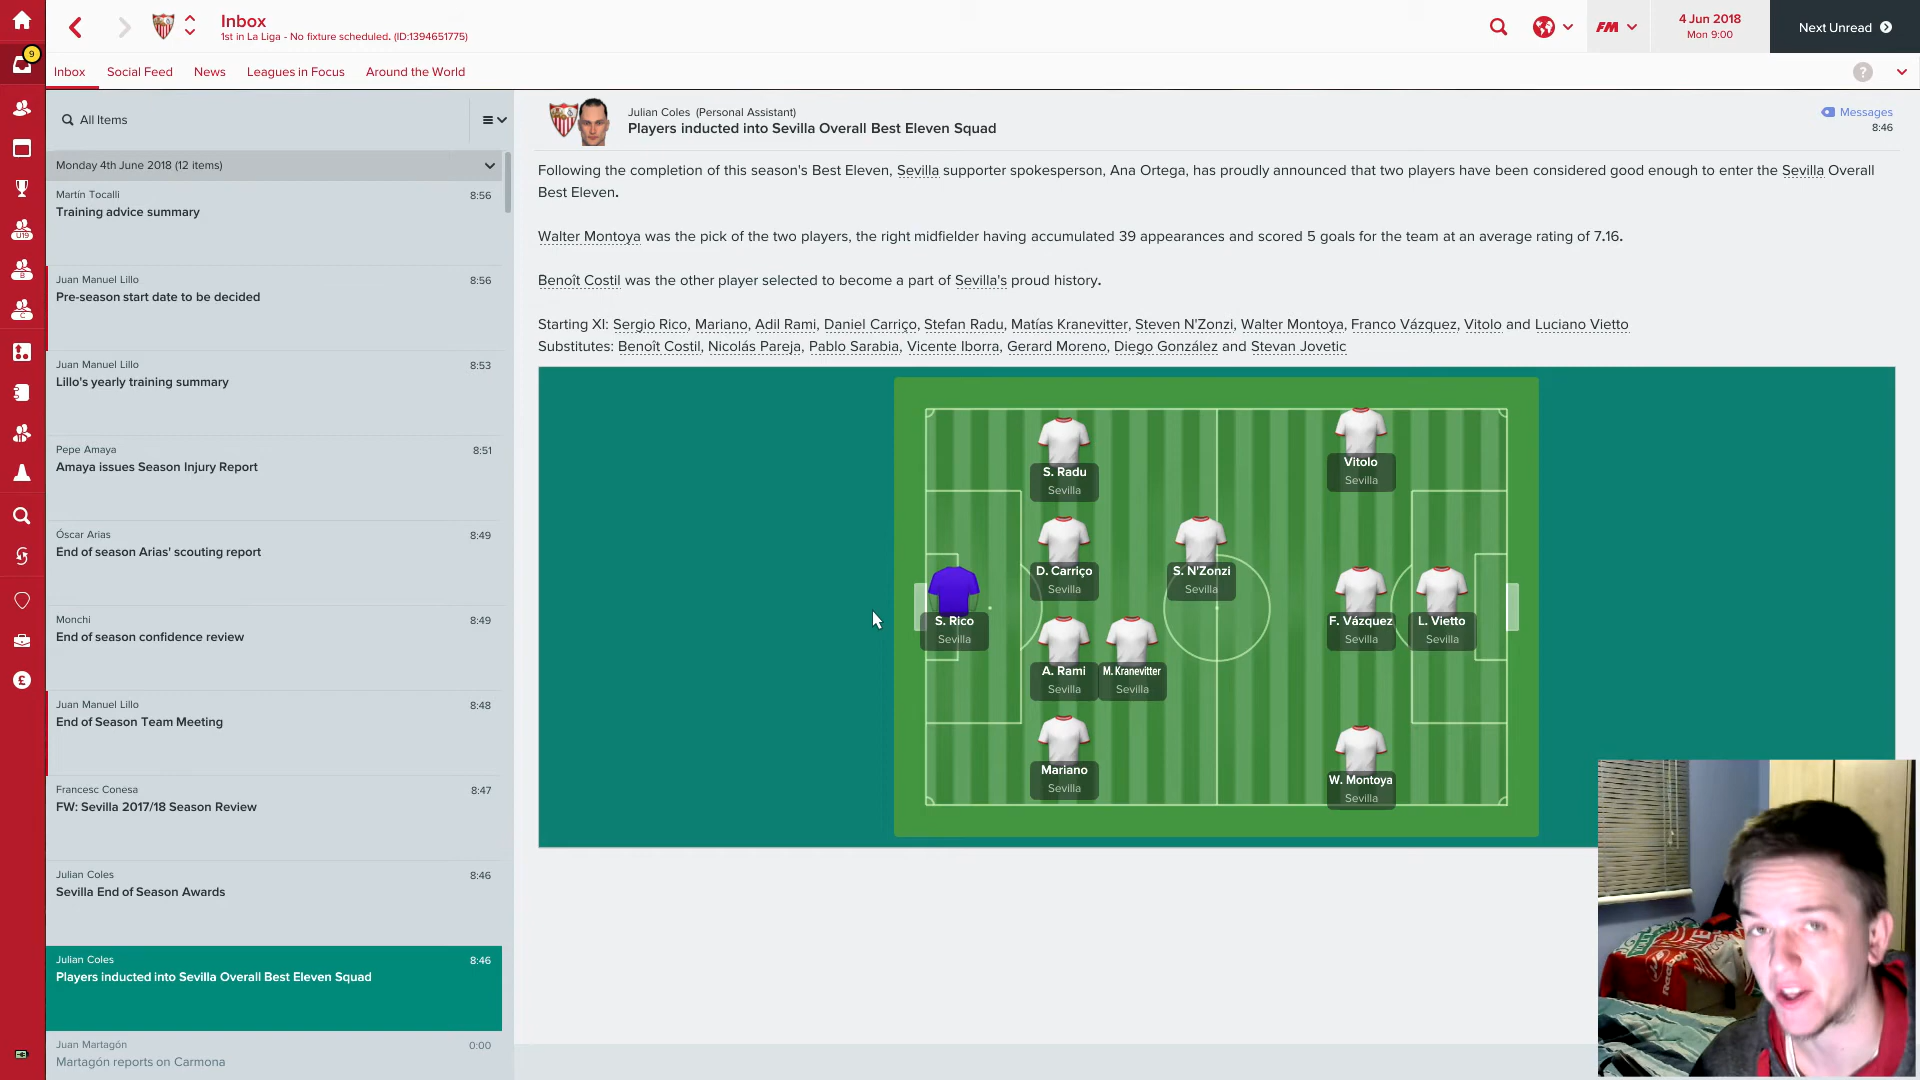 Inbox
1st in La Liga - No fixture scheduled. (ID:1394651775)
FM
4 Jun 2018
Mon 9:00
Next Unread
9
Inbox
Social Feed
News
Leagues in Focus
Around the World
?
All Items
Monday 4th June 2018 (12 items)
Martín Tocalli
8:56
Training advice summary
Juan Manuel Lillo
8:56
Pre-season start date to be decided
Juan Manuel Lillo
8:53
Lillo's yearly training summary
Pepe Amaya
8:51
Amaya issues Season Injury Report
Óscar Arias
8:49
End of season Arias' scouting report
Monchi
8:49
End of season confidence review
Juan Manuel Lillo
8:48
End of Season Team Meeting
Francesc Conesa
8:47
FW: Sevilla 2017/18 Season Review
Julian Coles
8:46
Sevilla End of Season Awards
Julian Coles
8:46
Players inducted into Sevilla Overall Best Eleven Squad
Juan Martagón
0:00
Martagón reports on Carmona
U19
B
C
£
Julian Coles (Personal Assistant)
Players inducted into Sevilla Overall Best Eleven Squad
Messages
8:46
Following the completion of this season's Best Eleven, Sevilla supporter spokesperson, Ana Ortega, has proudly announced that two players have been considered good enough to enter the Sevilla Overall
Best Eleven.
Walter Montoya was the pick of the two players, the right midfielder having accumulated 39 appearances and scored 5 goals for the team at an average rating of 7.16.
Benoît Costil was the other player selected to become a part of Sevilla's proud history.
Starting XI: Sergio Rico, Mariano, Adil Rami, Daniel Carriço, Stefan Radu, Matías Kranevitter, Steven N'Zonzi, Walter Montoya, Franco Vázquez, Vitolo and Luciano Vietto
Substitutes: Benoît Costil, Nicolás Pareja, Pablo Sarabia, Vicente Iborra, Gerard Moreno, Diego González and Stevan Jovetic
S. Radu
Sevilla
Vitolo
Sevilla
D. Carriço
Sevilla
S. N'Zonzi
Sevilla
S. Rico
Sevilla
F. Vázquez
Sevilla
L. Vietto
Sevilla
A. Rami
Sevilla
M. Kranevitter
Sevilla
Mariano
Sevilla
W. Montoya
Sevilla
Reebok